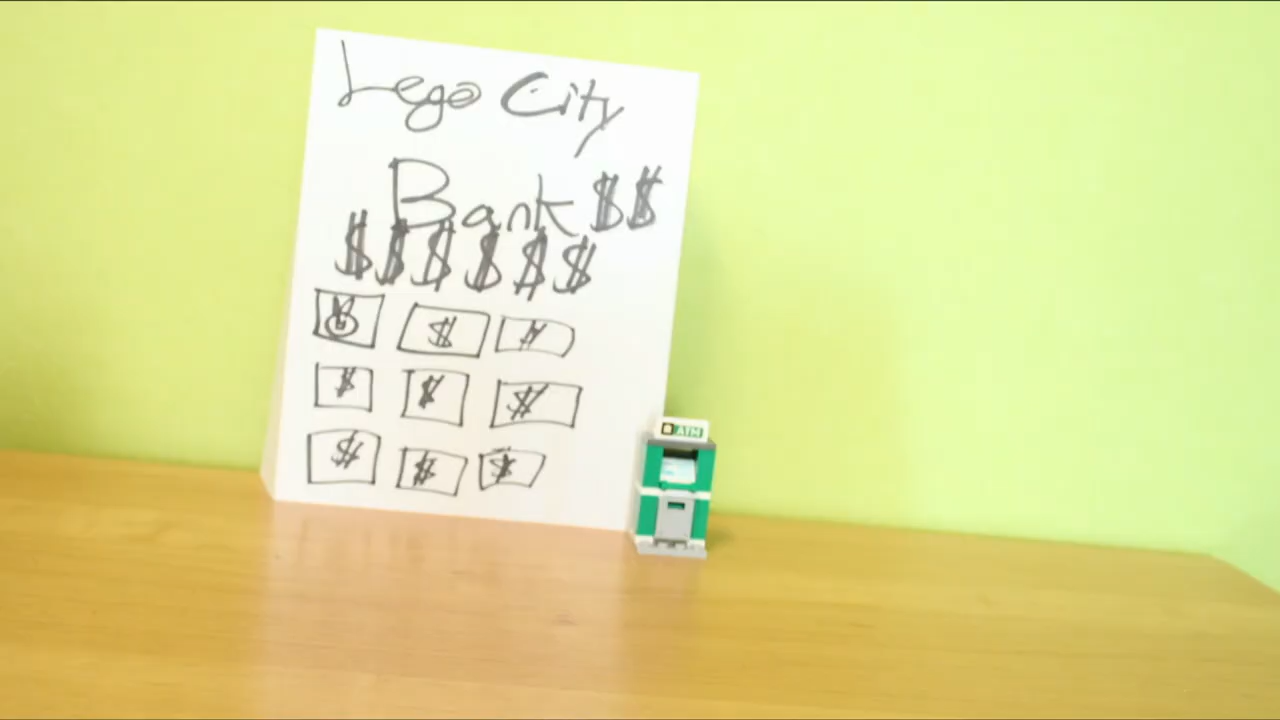 Lego City
Bank $$
$$$$$$
$ $
$ $ $
$ $ $
ATM